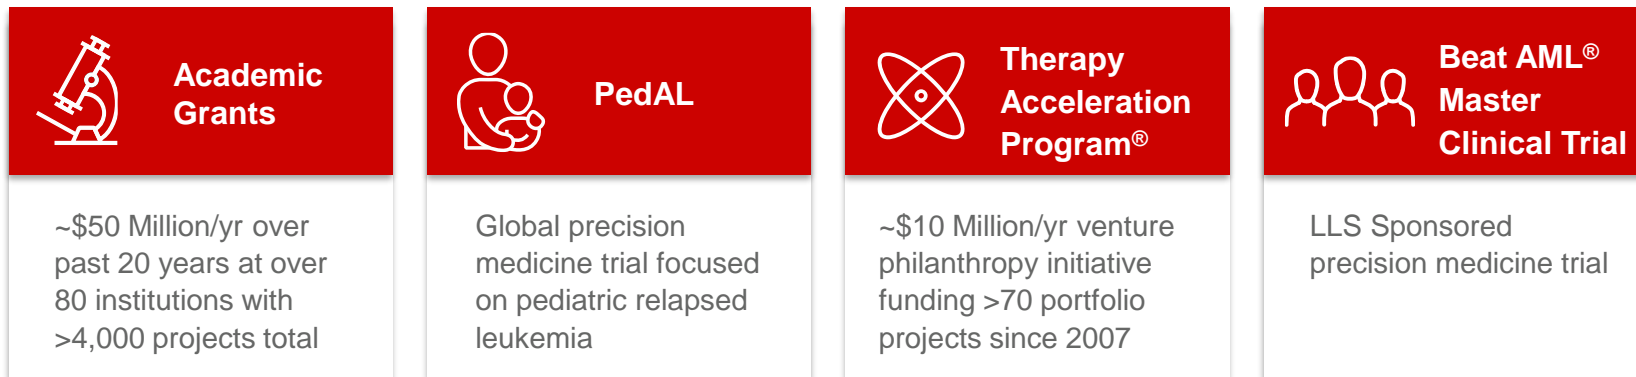 Academic
Grants
~$50 Million/yr over
past 20 years at over
80 institutions with
>4,000 projects total
PedAL
Global precision
medicine trial focused
on pediatric relapsed
leukemia
Therapy
Acceleration
Program®
~$10 Million/yr venture
philanthropy initiative
funding >70 portfolio
projects since 2007
Beat AML®
Master
Clinical Trial
LLS Sponsored
precision medicine trial